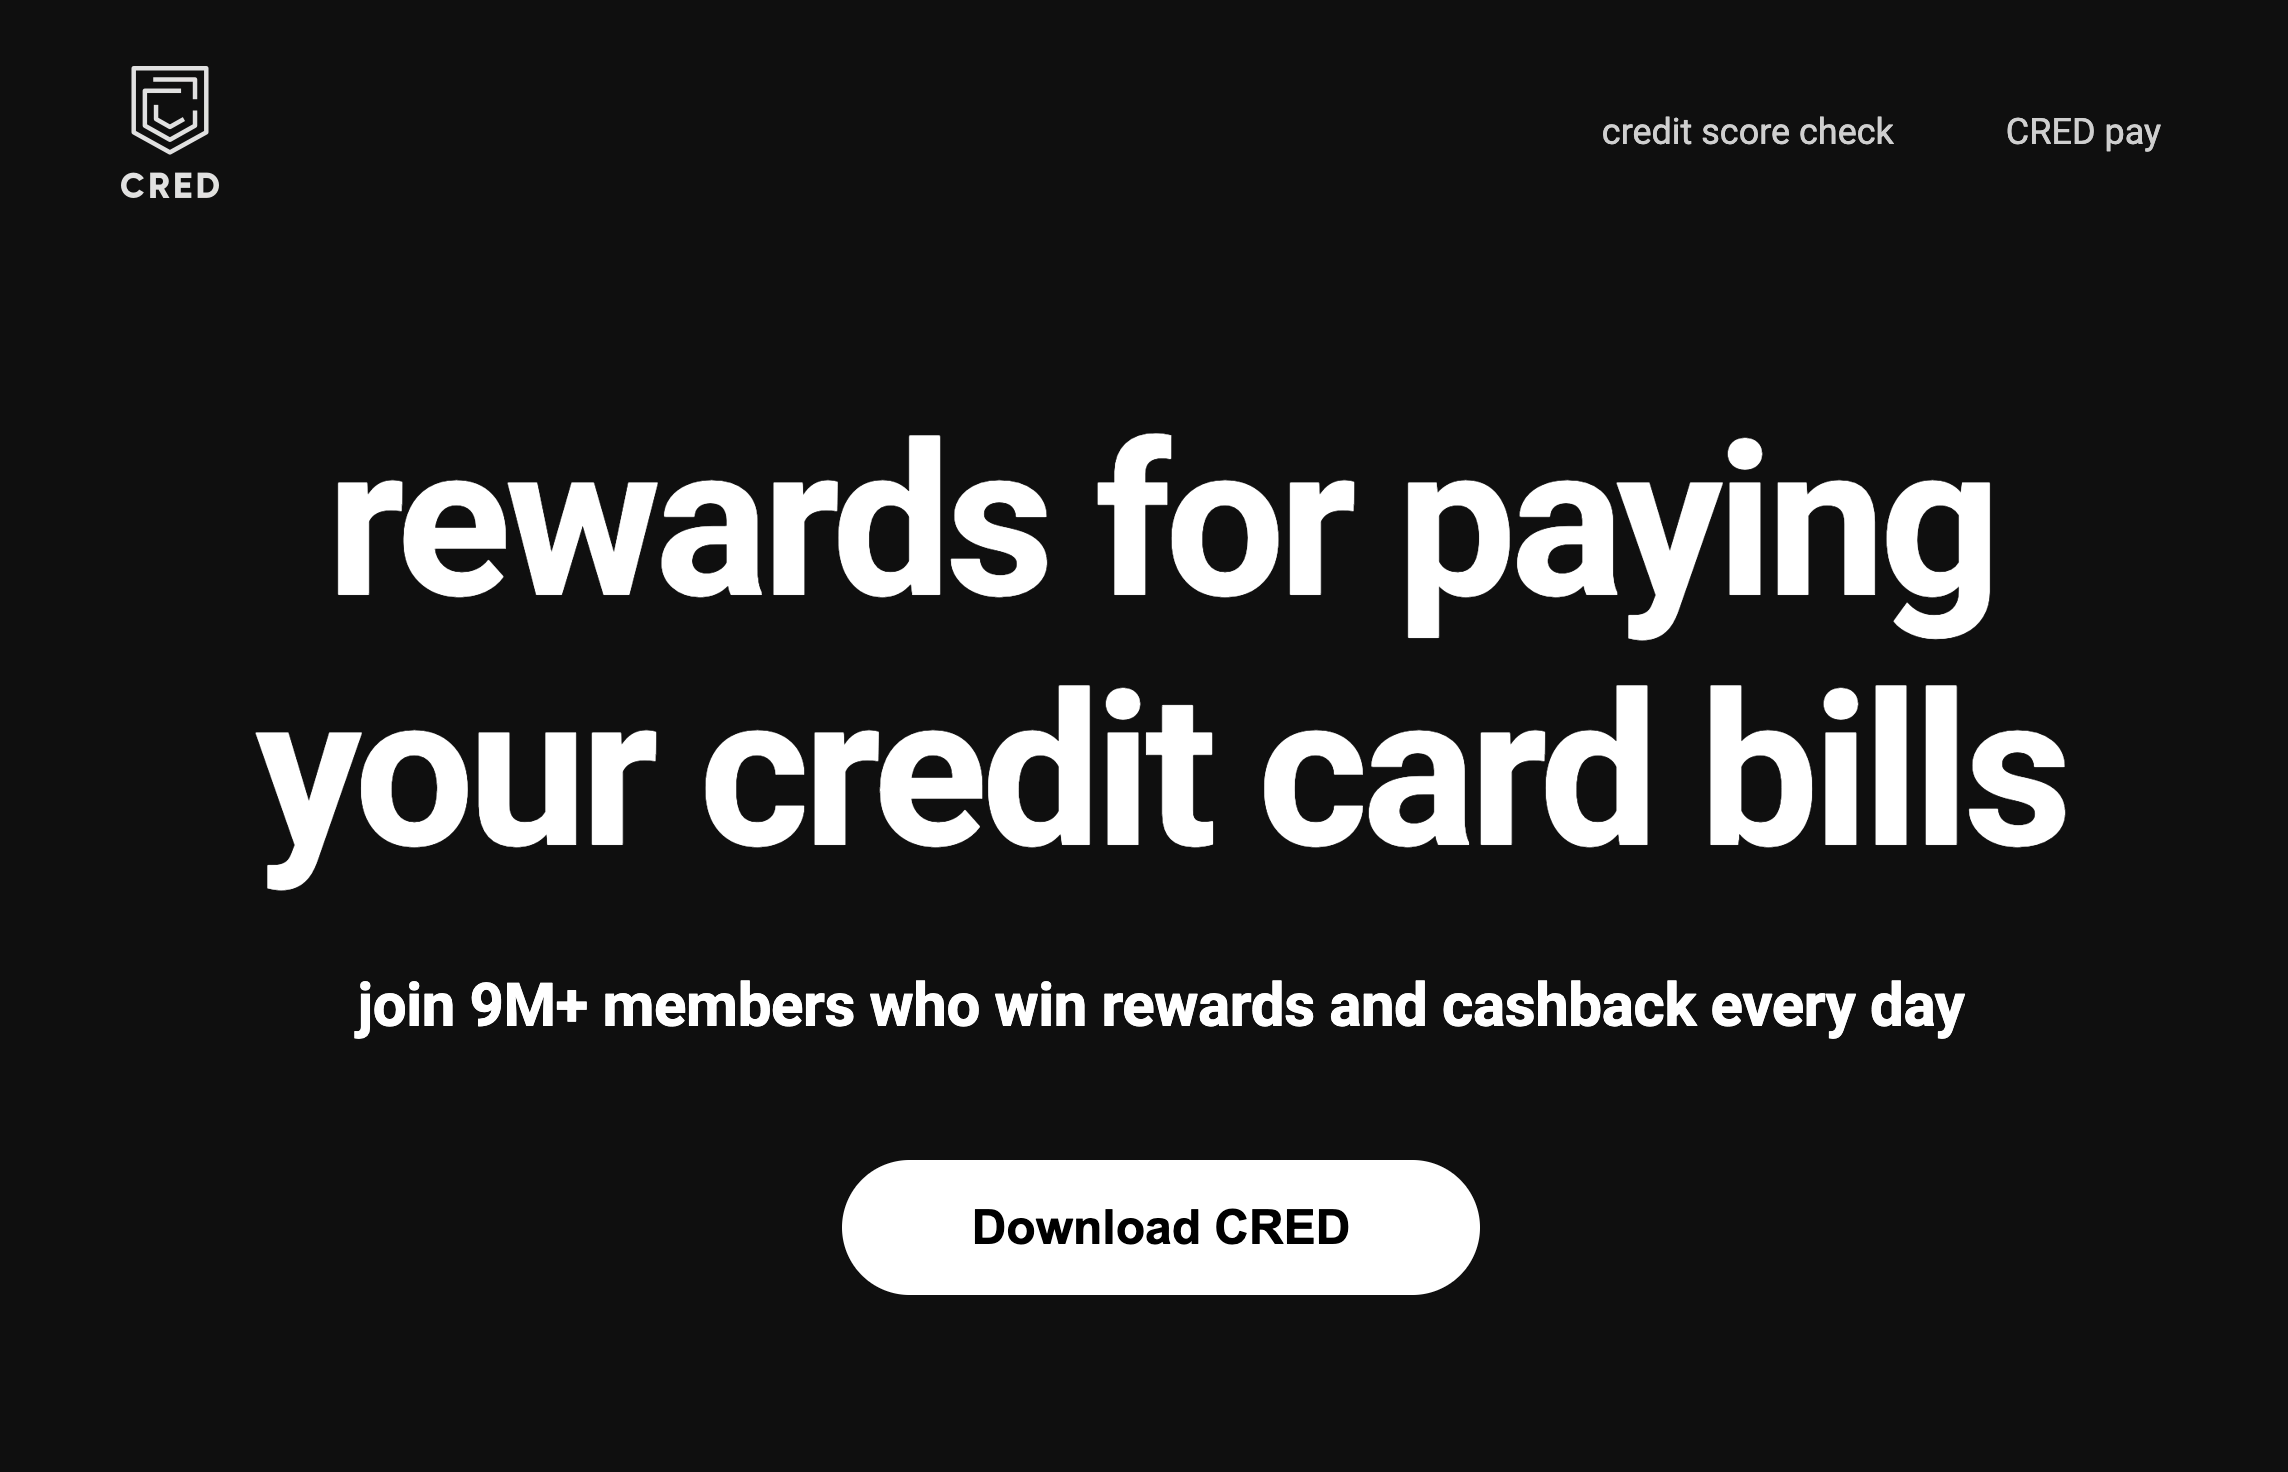 CRED
credit score check
CRED pay
rewards for paying
your credit card bills
join 9M+ members who win rewards and cashback every day
Download CRED